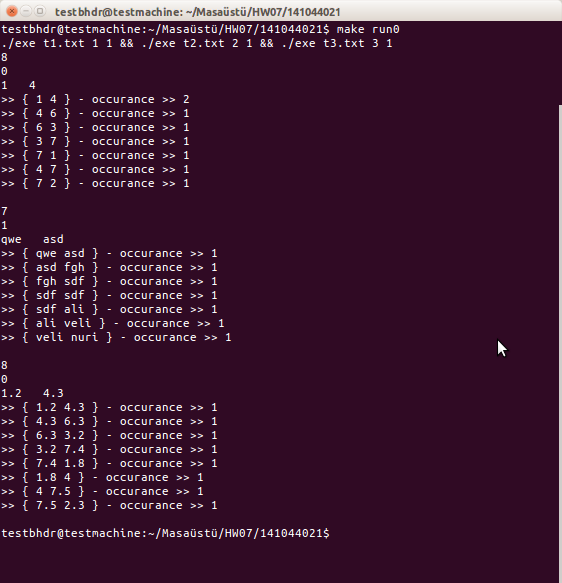 testbhdr@testmachine: ~/Masaüstü/HW07/141044021
testbhdr@testmachine:~/Masaüstü/HW07/141044021$ make run0
./exe t1.txt 1 1 && ./exe t2.txt 2 1 && ./exe t3.txt 3 1
8
0
1   4
>> { 1 4 } - occurance >> 2
>> { 4 6 } - occurance >> 1
>> { 6 3 } - occurance >> 1
>> { 3 7 } - occurance >> 1
>> { 7 1 } - occurance >> 1
>> { 4 7 } - occurance >> 1
>> { 7 2 } - occurance >> 1
7
1
qwe   asd
>> { qwe asd } - occurance >> 1
>> { asd fgh } - occurance >> 1
>> { fgh sdf } - occurance >> 1
>> { sdf sdf } - occurance >> 1
>> { sdf ali } - occurance >> 1
>> { ali veli } - occurance >> 1
>> { veli nuri } - occurance >> 1
8
0
1.2   4.3
>> { 1.2 4.3 } - occurance >> 1
>> { 4.3 6.3 } - occurance >> 1
>> { 6.3 3.2 } - occurance >> 1
>> { 3.2 7.4 } - occurance >> 1
>> { 7.4 1.8 } - occurance >> 1
>> { 1.8 4 } - occurance >> 1
>> { 4 7.5 } - occurance >> 1
>> { 7.5 2.3 } - occurance >> 1
testbhdr@testmachine:~/Masaüstü/HW07/141044021$